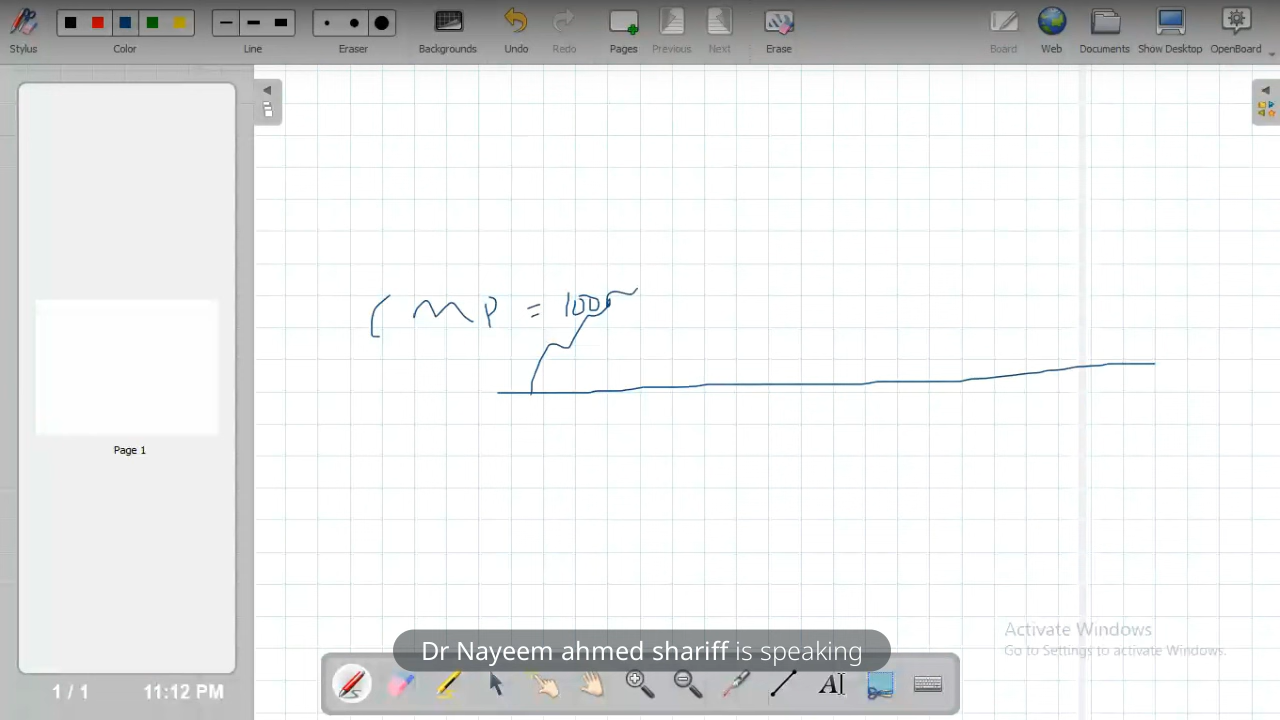 Stylus
Color
Line
Eraser
Backgrounds
Undo
Redo
Pages
Previous
Next
Erase
Board
Web
Documents
Show Desktop
OpenBoard
( MP = 100
Page 1
Activate Windows
Go to Settings to activate Windows.
Dr Nayeem ahmed shariff is speaking
1 / 1
11:12 PM
AI